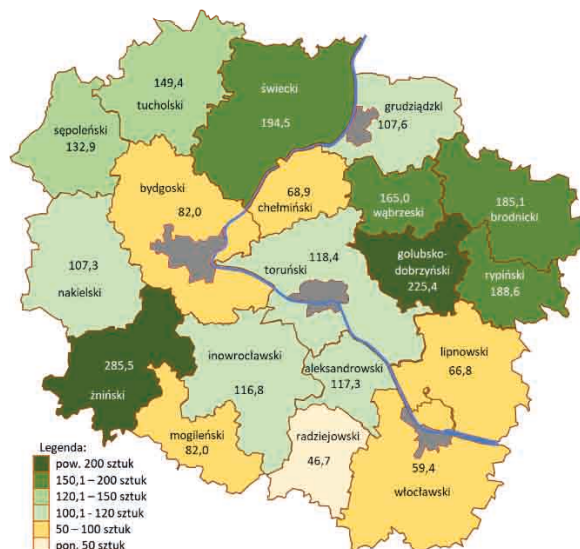 149,4
tucholski
świecki
194,5
grudziądzki
107,6
sępoleński
132,9
bydgoski
82,0
68,9
chełmiński
165,0
wąbrzeski
185,1
brodnicki
107,3
nakielski
118,4
toruński
golubsko-
dobrzyński
225,4
rypiński
188,6
285,5
żniński
inowrocławski
116,8
aleksandrowski
117,3
lipnowski
66,8
mogileński
82,0
radziejowski
46,7
59,4
włocławski
Legenda:
pow. 200 sztuk
150,1 – 200 sztuk
120,1 – 150 sztuk
100,1 - 120 sztuk
50 – 100 sztuk
pon. 50 sztuk